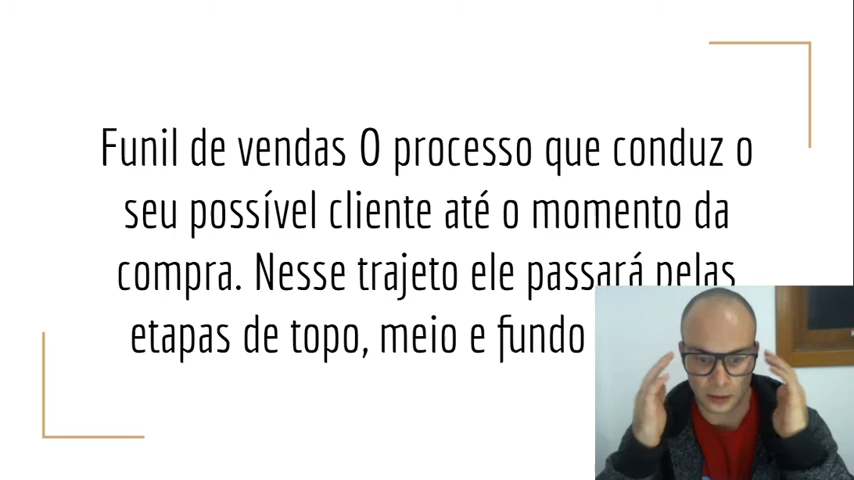 Funil de vendas O processo que conduz o
seu possível cliente até o momento da
compra. Nesse trajeto ele passará pelas
etapas de topo, meio e fundo